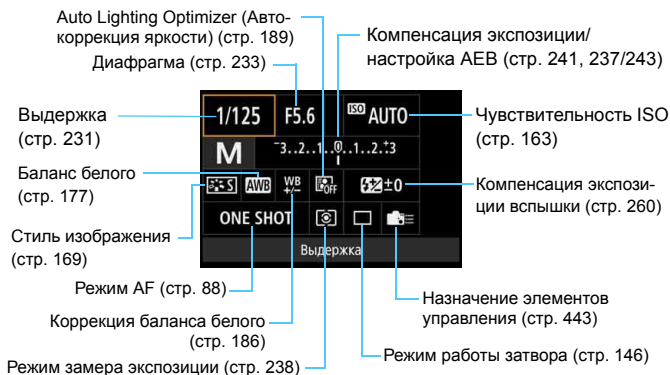 Auto Lighting Optimizer (Авто-
коррекция яркости) (стр. 189)
Диафрагма (стр. 233)
Компенсация экспозиции/
настройка AEB (стр. 241, 237/243)
Выдержка
(стр. 231)
Чувствительность ISO
(стр. 163)
Баланс белого
(стр. 177)
Компенсация экспози-
ции вспышки (стр. 260)
Стиль изображения
(стр. 169)
1/125 F5.6 ISO AUTO
M -3..2..1..0..1..2..+3
S AWB WB +/- OFF ±0
ONE SHOT
Выдержка
Режим AF (стр. 88)
Назначение элементов
управления (стр. 443)
Коррекция баланса белого
(стр. 186)
Режим работы затвора (стр. 146)
Режим замера экспозиции (стр. 238)